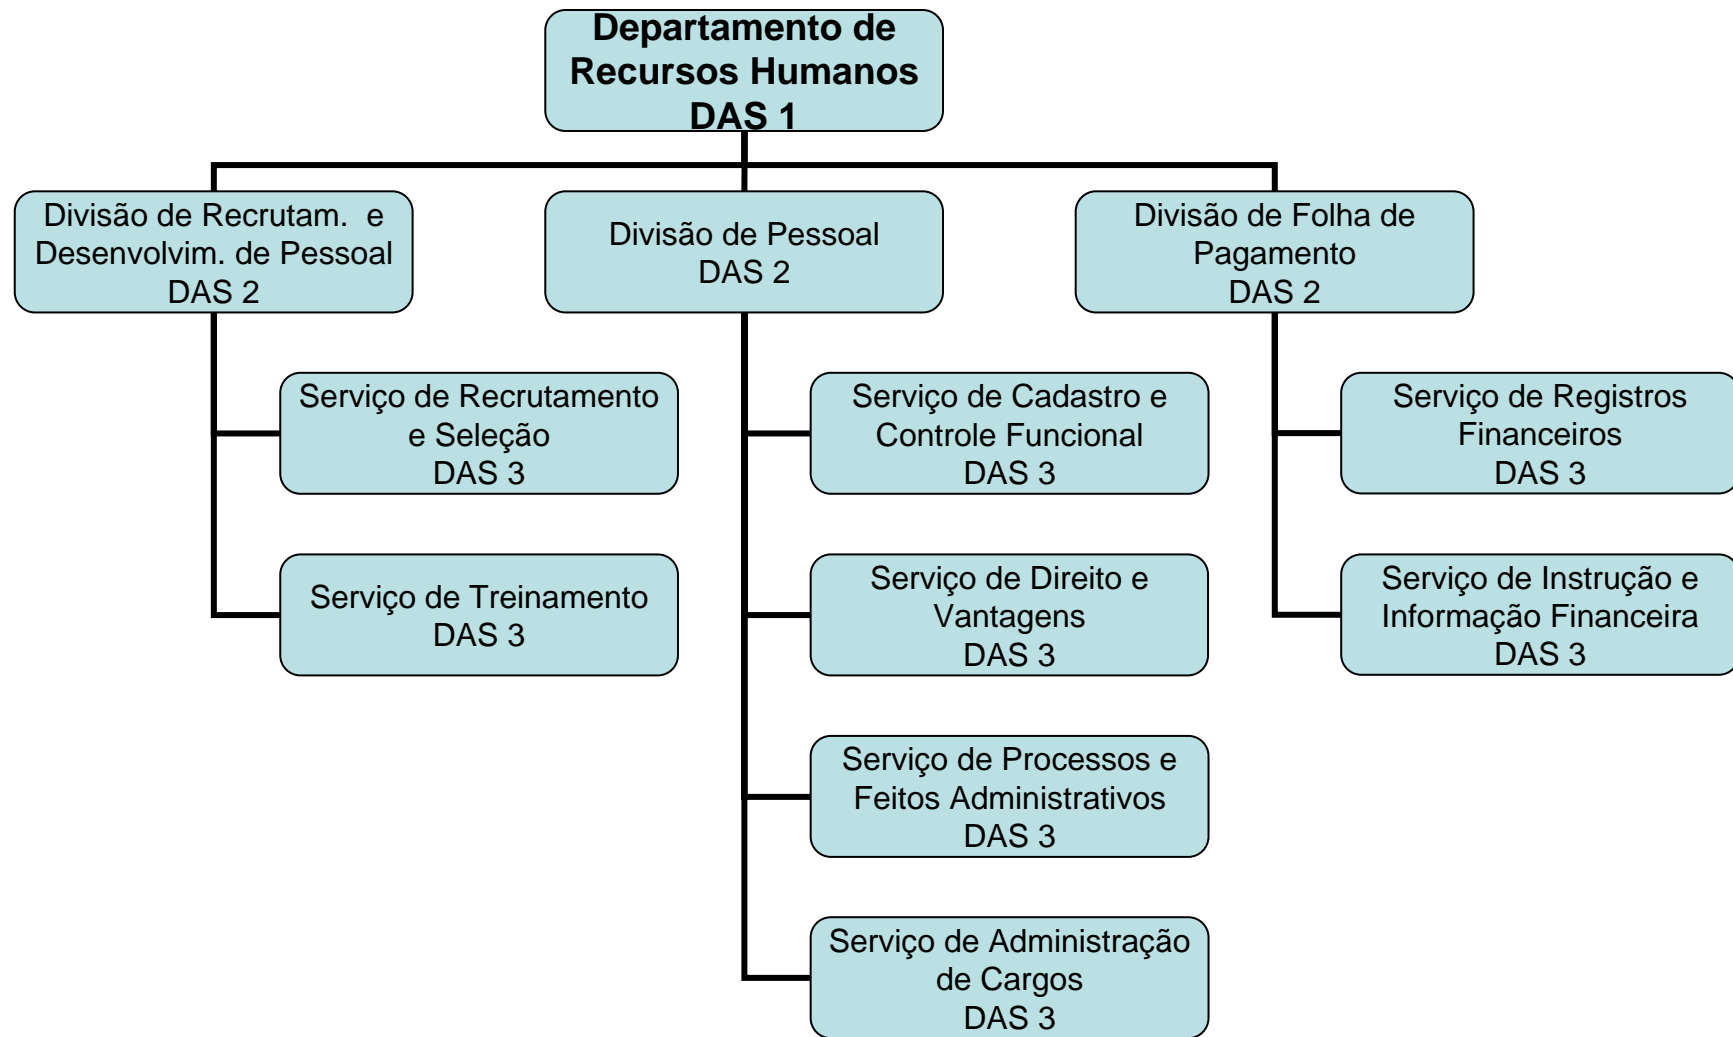 Departamento de
Recursos Humanos
DAS 1
Divisão de Recrutam.  e
Desenvolvim. de Pessoal
DAS 2
Divisão de Pessoal
DAS 2
Divisão de Folha de
Pagamento
DAS 2
Serviço de Recrutamento
e Seleção
DAS 3
Serviço de Cadastro e
Controle Funcional
DAS 3
Serviço de Registros
Financeiros
DAS 3
Serviço de Treinamento
DAS 3
Serviço de Direito e
Vantagens
DAS 3
Serviço de Instrução e
Informação Financeira
DAS 3
Serviço de Processos e
Feitos Administrativos
DAS 3
Serviço de Administração
de Cargos
DAS 3